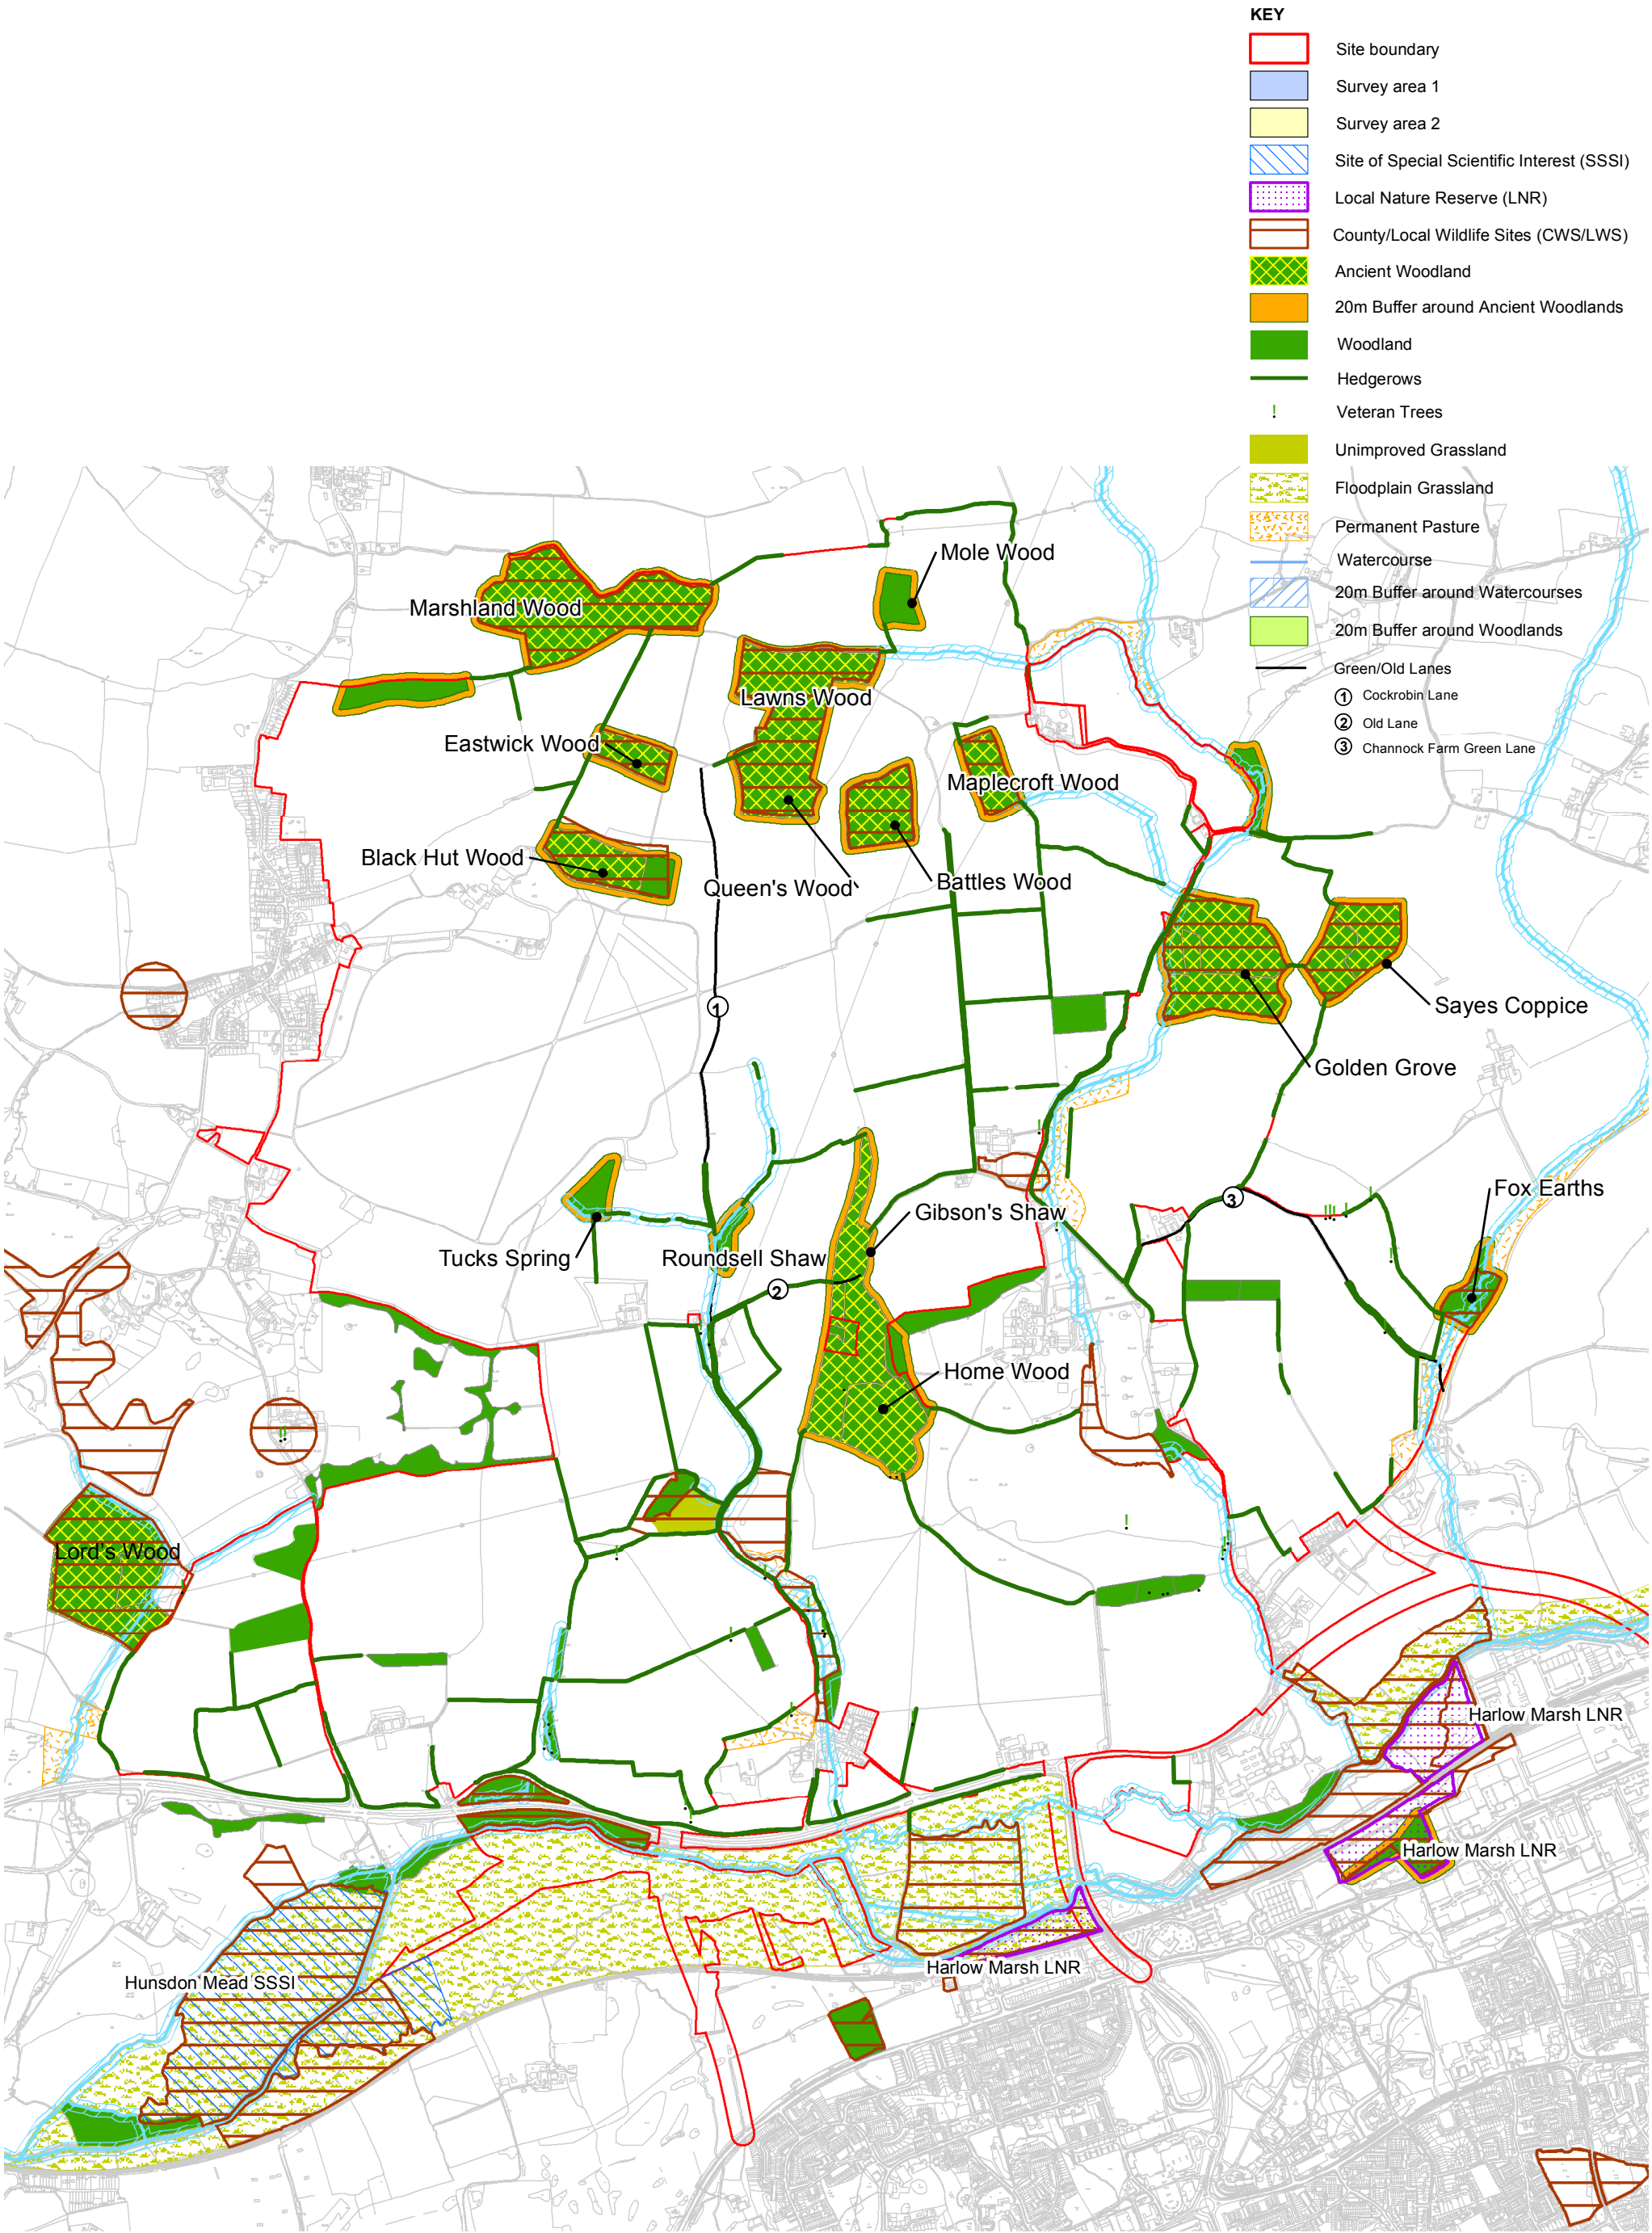 KEY
Site boundary
Survey area 1
Survey area 2
Site of Special Scientific Interest (SSSI)
Local Nature Reserve (LNR)
County/Local Wildlife Sites (CWS/LWS)
Ancient Woodland
20m Buffer around Ancient Woodlands
Woodland
Hedgerows
! Veteran Trees
Unimproved Grassland
Floodplain Grassland
Permanent Pasture
Watercourse
20m Buffer around Watercourses
20m Buffer around Woodlands
Green/Old Lanes
1 Cockrobin Lane
2 Old Lane
3 Channock Farm Green Lane
Mole Wood
Marshland Wood
Lawns Wood
Eastwick Wood
Maplecroft Wood
Black Hut Wood
Queen's Wood
Battles Wood
1
Sayes Coppice
Golden Grove
Fox Earths
3
Gibson's Shaw
Tucks Spring
Roundsell Shaw
2
Home Wood
Lord's Wood
Harlow Marsh LNR
Harlow Marsh LNR
Harlow Marsh LNR
Hunsdon Mead SSSI